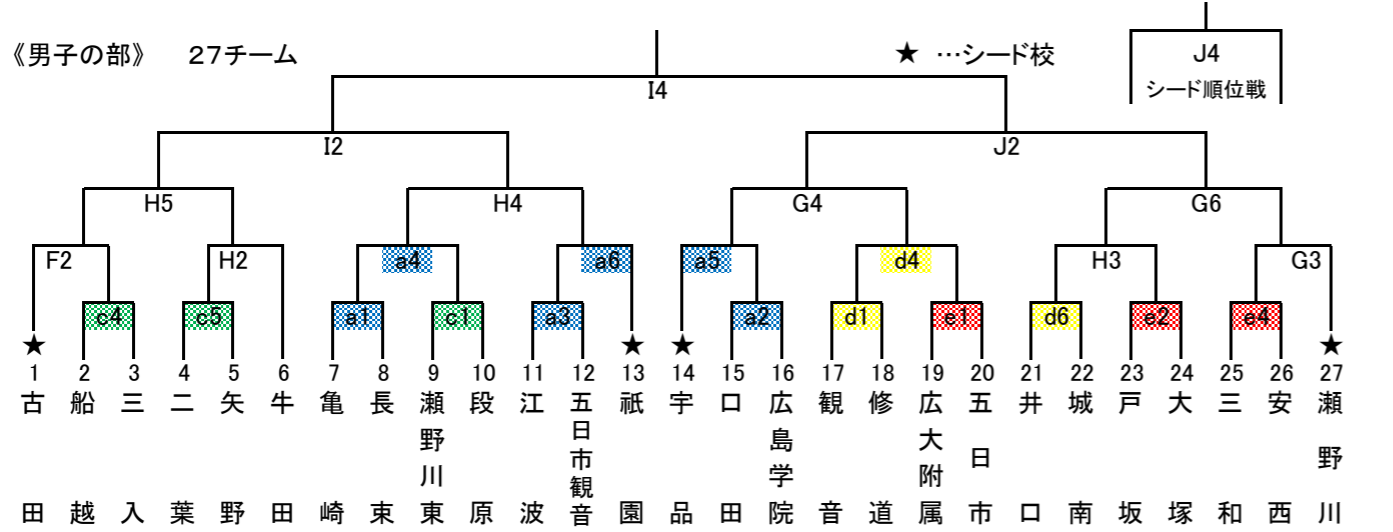 《男子の部》　２７チーム
★ …シード校
J4
シード順位戦
I4
I2
J2
H5
H4
G4
G6
F2
H2
a4
a6
a5
d4
H3
G3
c4
c5
a1
c1
a3
a2
d1
e1
d6
e2
e4
★ ★ ★ ★
1 2 3 4 5 6 7 8 9 10 11 12 13 14 15 16 17 18 19 20 21 22 23 24 25 26 27
古田
船越
三入
二葉
矢野
牛田
亀崎
長束
瀬野川東
段原
江波
五日市観音
祇園
宇品
口田
広島学院
観音
修道
広大附属
五日市
井口
城南
戸坂
大塚
三和
安西
瀬野川